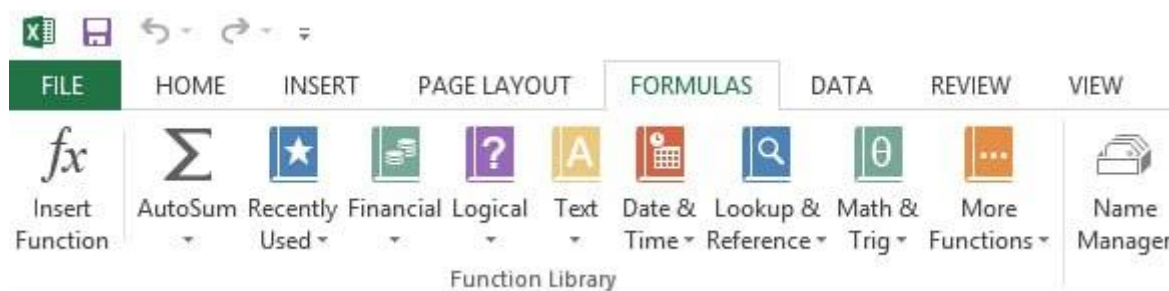 FILE HOME INSERT PAGE LAYOUT FORMULAS DATA REVIEW VIEW
fx Σ ? A θ
Insert AutoSum Recently Financial Logical Text Date & Lookup & Math & More Name
Function Used Time Reference Trig Functions Manager
Function Library